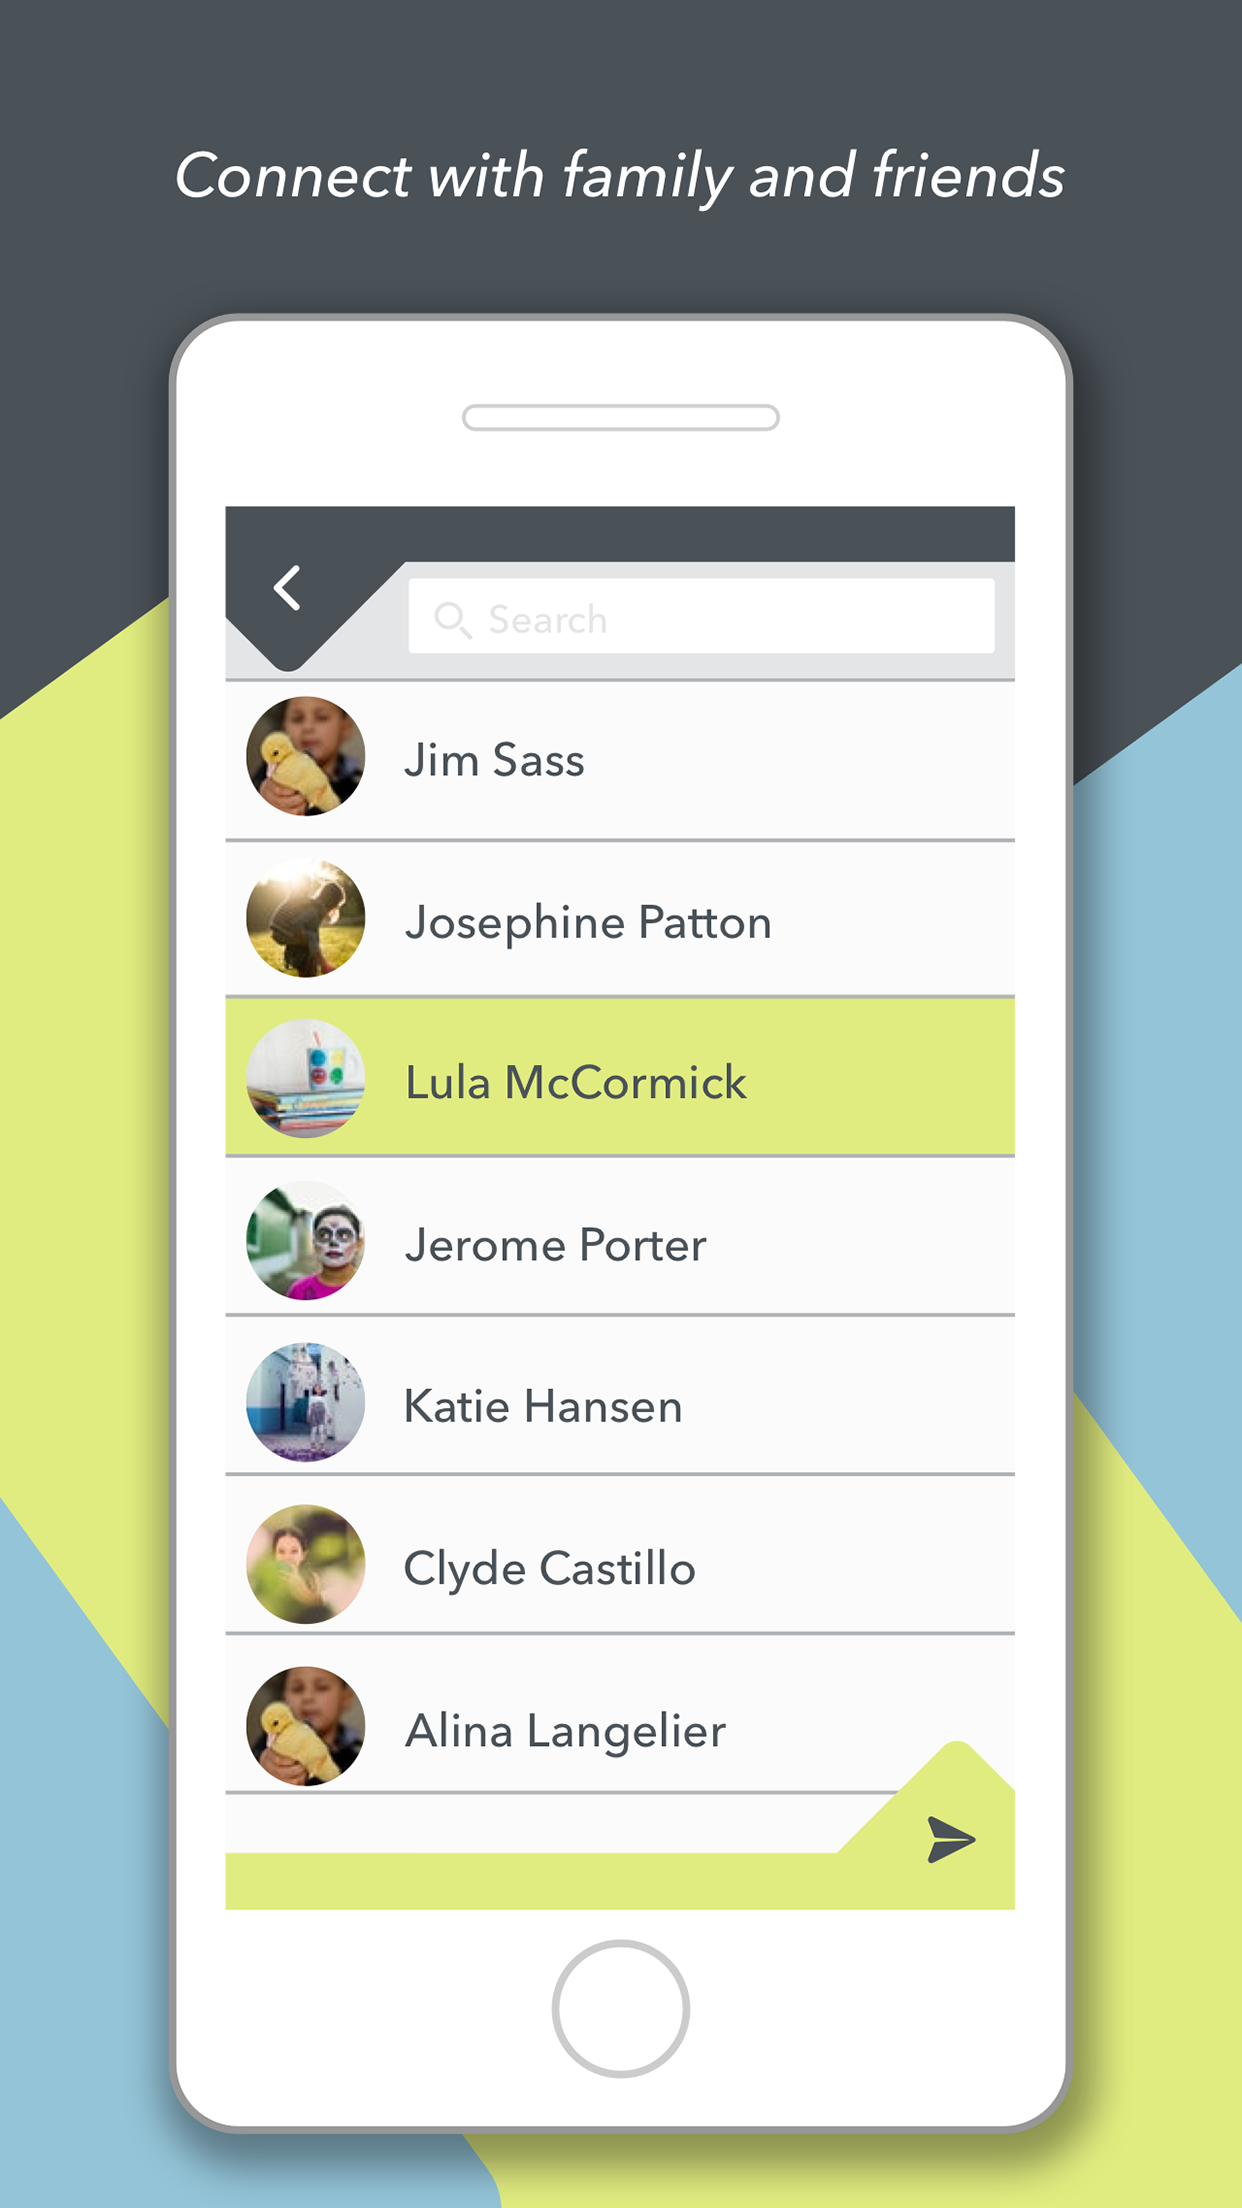 Connect with family and friends
Search
Jim Sass
Josephine Patton
Lula McCormick
Jerome Porter
Katie Hansen
Clyde Castillo
Alina Langelier